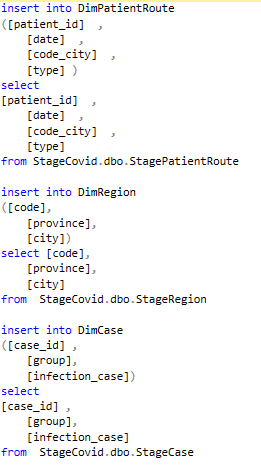 insert into DimPatientRoute
([patient_id]  ,
    [date]  ,
    [code_city]  ,
    [type] )
select
[patient_id]  ,
    [date]  ,
    [code_city]  ,
    [type]
from StageCovid.dbo.StagePatientRoute

insert into DimRegion
([code],
    [province],
    [city])
select [code],
    [province],
    [city]
from  StageCovid.dbo.StageRegion

insert into DimCase
([case_id] ,
    [group],
    [infection_case])
select
[case_id] ,
    [group],
    [infection_case]
from  StageCovid.dbo.StageCase